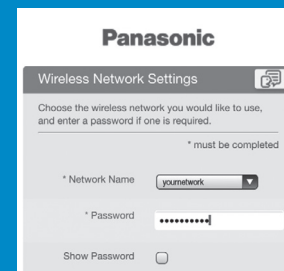 Panasonic
Wireless Network Settings
Choose the wireless network you would like to use,
and enter a password if one is required.
* must be completed
* Network Name yournetwork
* Password ••••••••••
Show Password